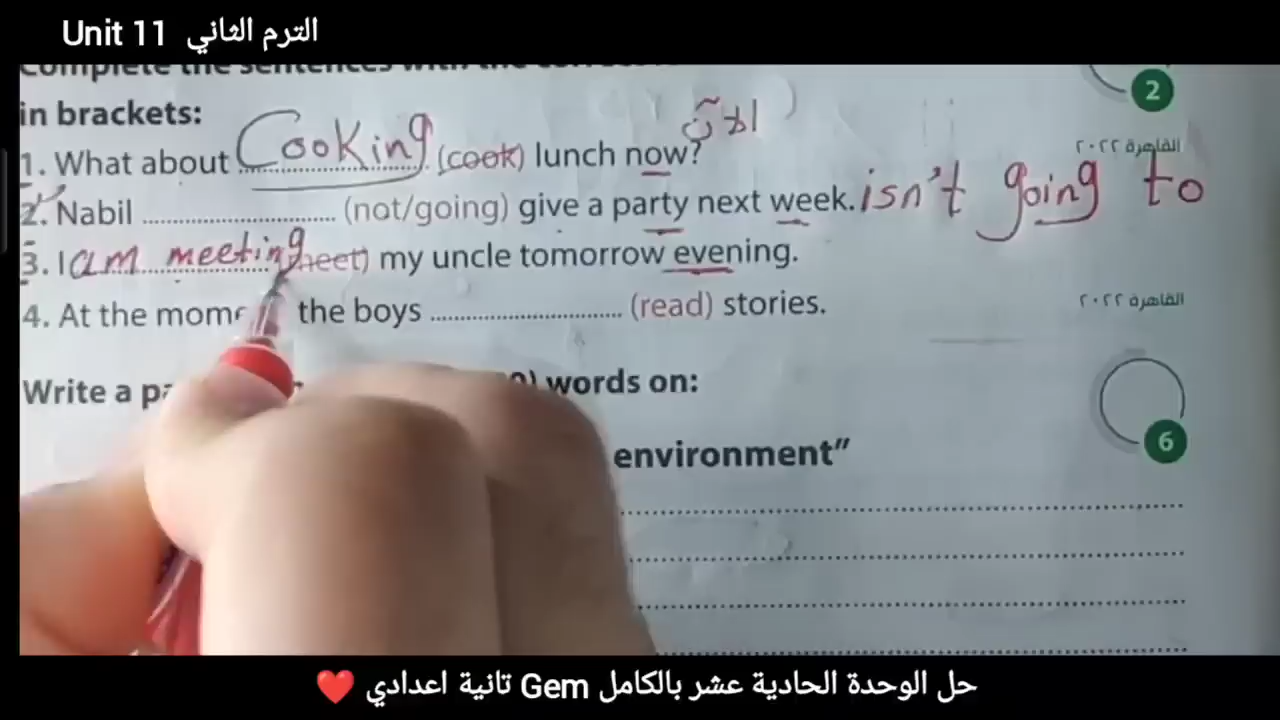 Unit 11 الترم الثاني
in brackets:
2
1. What about Cooking (cook) lunch now?
الآن
القاهرة ٢٠٢٢
2. Nabil .................... (not/going) give a party next week. isn't going to
3. I am meeting my uncle tomorrow evening.
4. At the the boys .................... (read) stories.
القاهرة ٢٠٢٢
Write a words on:
environment"
6
حل الوحدة الحادية عشر بالكامل Gem تانية اعدادي ❤️